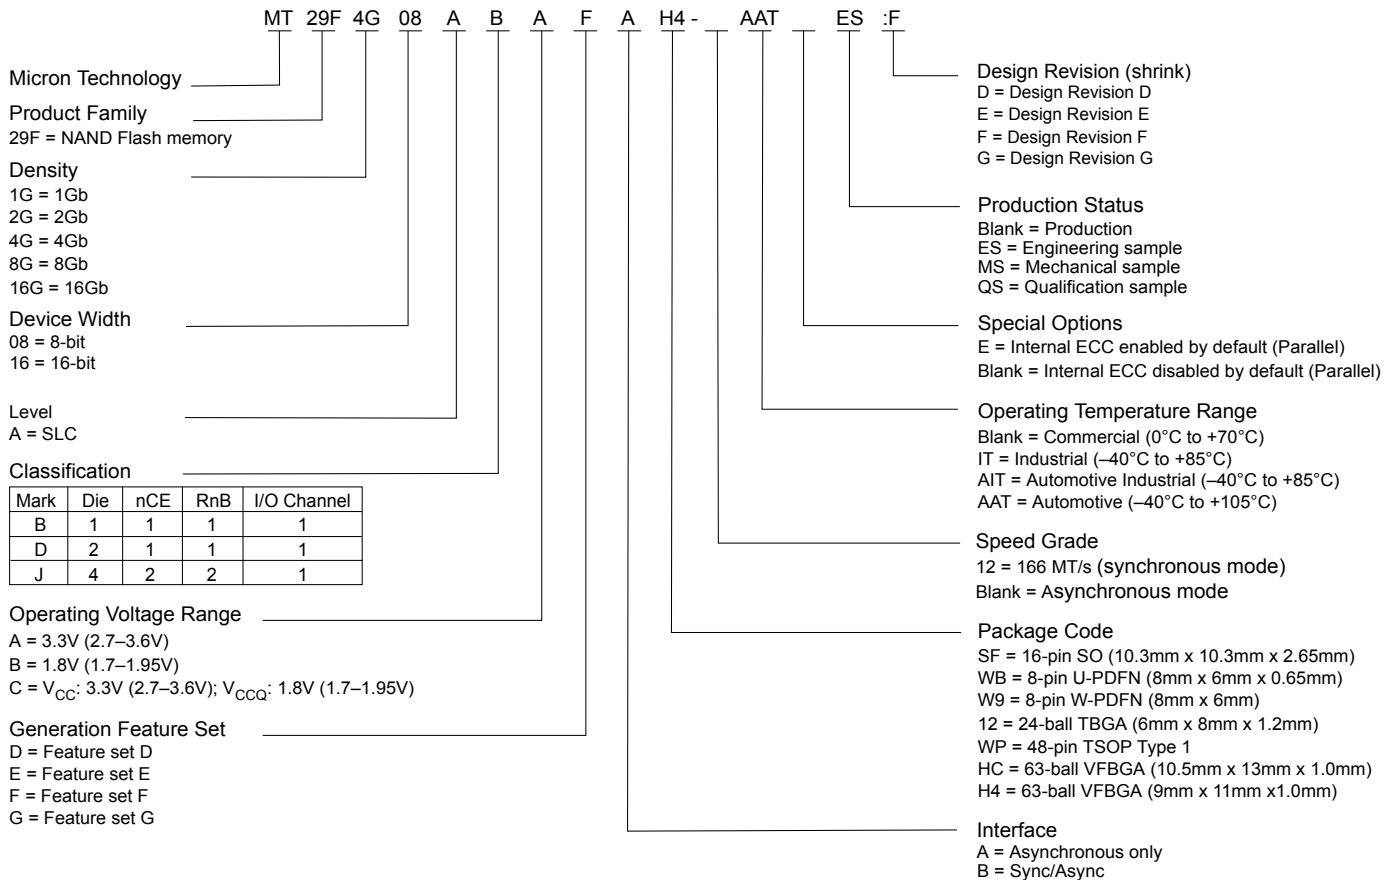 MT 29F 4G 08 A B A F A H4 - AAT ES :F
Micron Technology
Product Family
29F = NAND Flash memory
Density
1G = 1Gb
2G = 2Gb
4G = 4Gb
8G = 8Gb
16G = 16Gb
Device Width
08 = 8-bit
16 = 16-bit
Level
A = SLC
Classification
Mark Die nCE RnB I/O Channel
B 1 1 1 1
D 2 1 1 1
J 4 2 2 1
Operating Voltage Range
A = 3.3V (2.7–3.6V)
B = 1.8V (1.7–1.95V)
C = VCC: 3.3V (2.7–3.6V); VCCQ: 1.8V (1.7–1.95V)
Generation Feature Set
D = Feature set D
E = Feature set E
F = Feature set F
G = Feature set G
Design Revision (shrink)
D = Design Revision D
E = Design Revision E
F = Design Revision F
G = Design Revision G
Production Status
Blank = Production
ES = Engineering sample
MS = Mechanical sample
QS = Qualification sample
Special Options
E = Internal ECC enabled by default (Parallel)
Blank = Internal ECC disabled by default (Parallel)
Operating Temperature Range
Blank = Commercial (0°C to +70°C)
IT = Industrial (–40°C to +85°C)
AIT = Automotive Industrial (–40°C to +85°C)
AAT = Automotive (–40°C to +105°C)
Speed Grade
12 = 166 MT/s (synchronous mode)
Blank = Asynchronous mode
Package Code
SF = 16-pin SO (10.3mm x 10.3mm x 2.65mm)
WB = 8-pin U-PDFN (8mm x 6mm x 0.65mm)
W9 = 8-pin W-PDFN (8mm x 6mm)
12 = 24-ball TBGA (6mm x 8mm x 1.2mm)
WP = 48-pin TSOP Type 1
HC = 63-ball VFBGA (10.5mm x 13mm x 1.0mm)
H4 = 63-ball VFBGA (9mm x 11mm x1.0mm)
Interface
A = Asynchronous only
B = Sync/Async